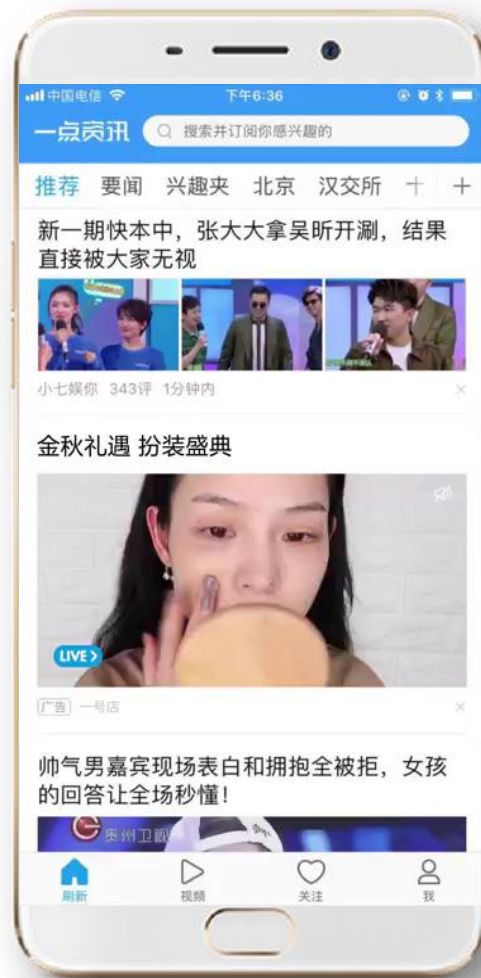 中国电信
下午6:36
一点资讯
搜索并订阅你感兴趣的
推荐 要闻 兴趣夹 北京 汉交所 十 +
新一期快本中，张大大拿吴昕开涮，结果
直接被大家无视
小七娱你 343评 1分钟内 ×
金秋礼遇 扮装盛典
LIVE >
广告 一号店 ×
帅气男嘉宾现场表白和拥抱全被拒，女孩
的回答让全场秒懂！
贵州卫视
刷新 视频 关注 我